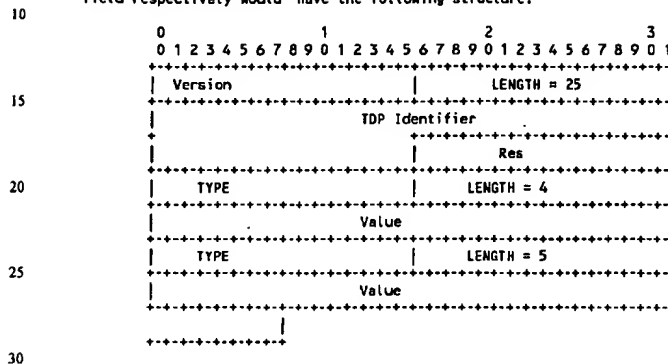 Field respectively would have the following structure:
10
0 1 2 3
0 1 2 3 4 5 6 7 8 9 0 1 2 3 4 5 6 7 8 9 0 1 2 3 4 5 6 7 8 9 0 1
| Version | LENGTH = 25
15
| TDP Identifier
| Res
20 | TYPE | LENGTH = 4
| Value
| TYPE | LENGTH = 5
25
| Value
|
30